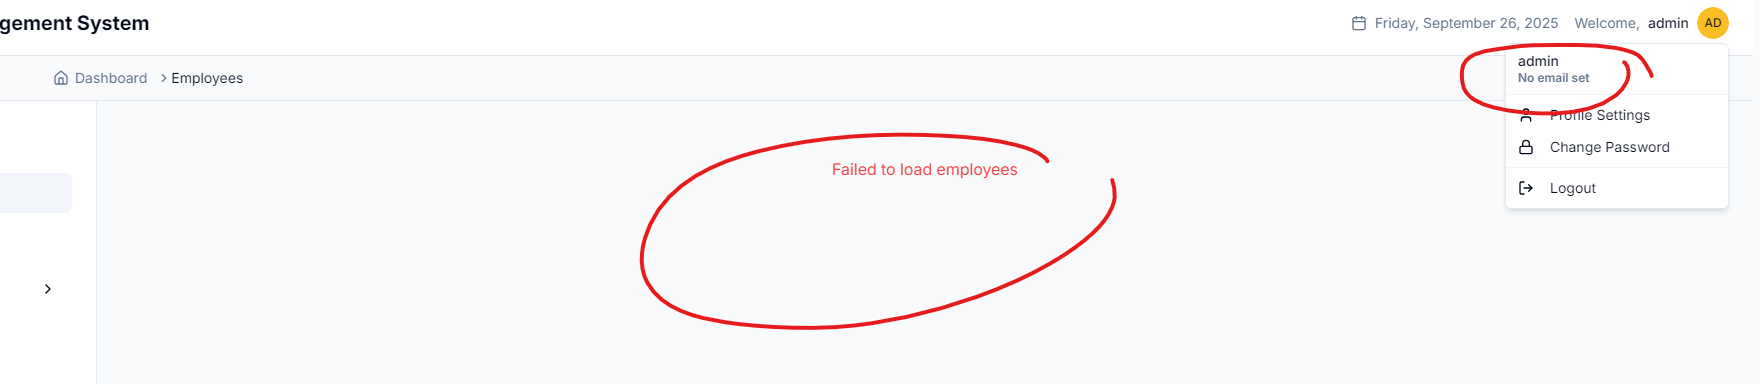 gement System
Friday, September 26, 2025 Welcome, admin AD
Dashboard > Employees
admin
No email set
Profile Settings
Change Password
Logout
Failed to load employees